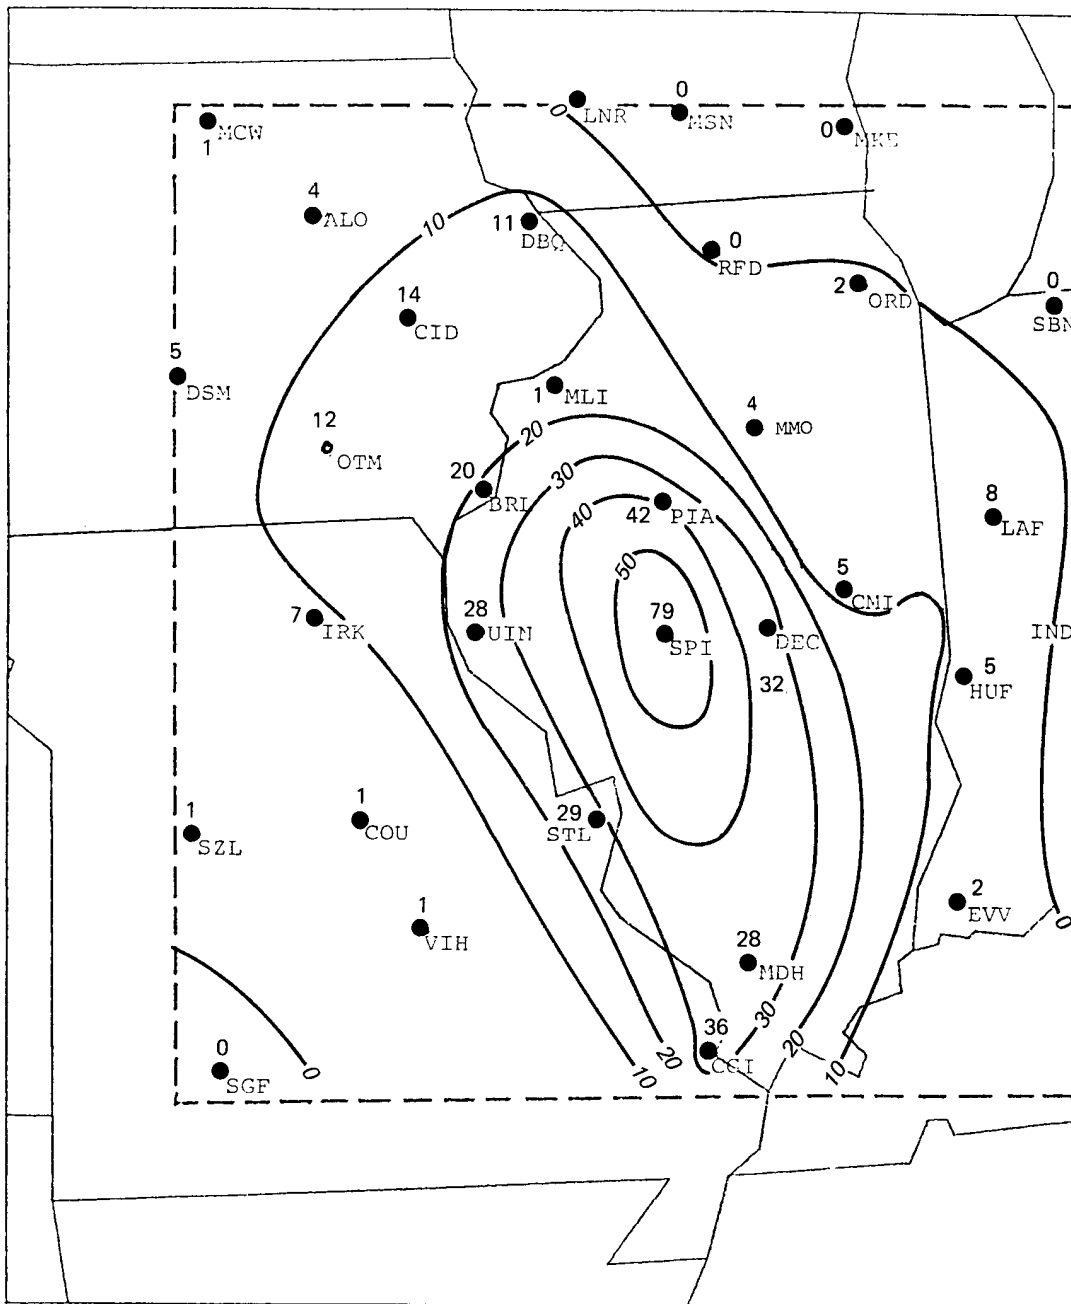 0
0
LNR
MSN
0
MKE
MCW
1
4
ALO
10
11
DBQ
0
RFD
14
CID
2
ORD
0
SBN
5
DSM
1
MLI
12
OTM
4
MMO
20
20
BRL
30
42
PIA
40
8
LAF
50
5
CMI
7
IRK
28
UIN
79
SPI
DEC
32
IND
5
HUF
1
SZL
1
COU
29
STL
1
VIH
2
EVV
0
28
MDH
30
36
CGI
20
20
10
10
0
SGF
0